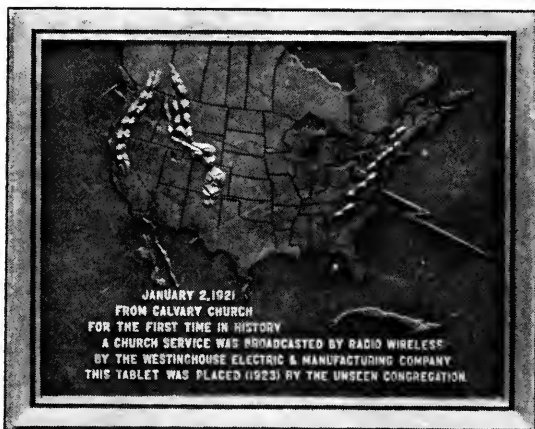 JANUARY 2, 1921
FROM CALVARY CHURCH
FOR THE FIRST TIME IN HISTORY
A CHURCH SERVICE WAS BROADCASTED BY RADIO WIRELESS
BY THE WESTINGHOUSE ELECTRIC & MANUFACTURING COMPANY.
THIS TABLET WAS PLACED (1923) BY THE UNSEEN CONGREGATION.